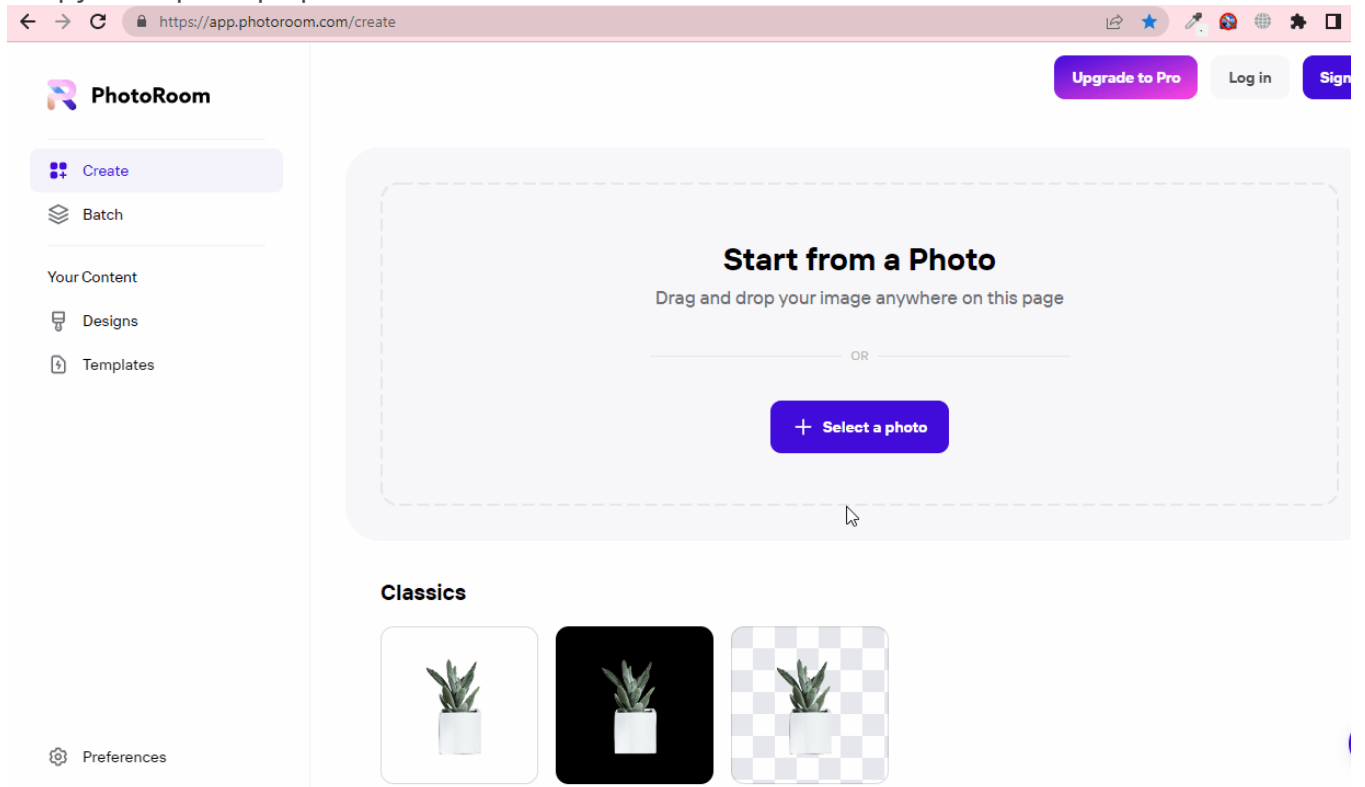 https://app.photoroom.com/create
Upgrade to Pro
Log in
Sign
PhotoRoom
Create
Batch
Your Content
Designs
Templates
Preferences
Start from a Photo
Drag and drop your image anywhere on this page
OR
Select a photo
Classics